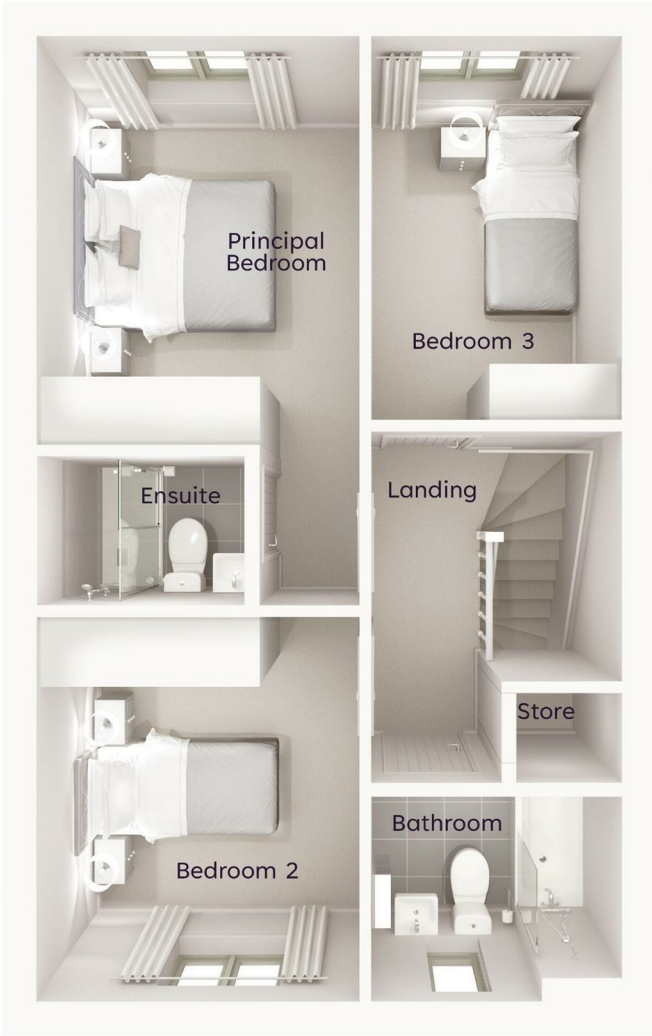 Principal
Bedroom
Bedroom 3
Ensuite
Landing
Store
Bathroom
Bedroom 2